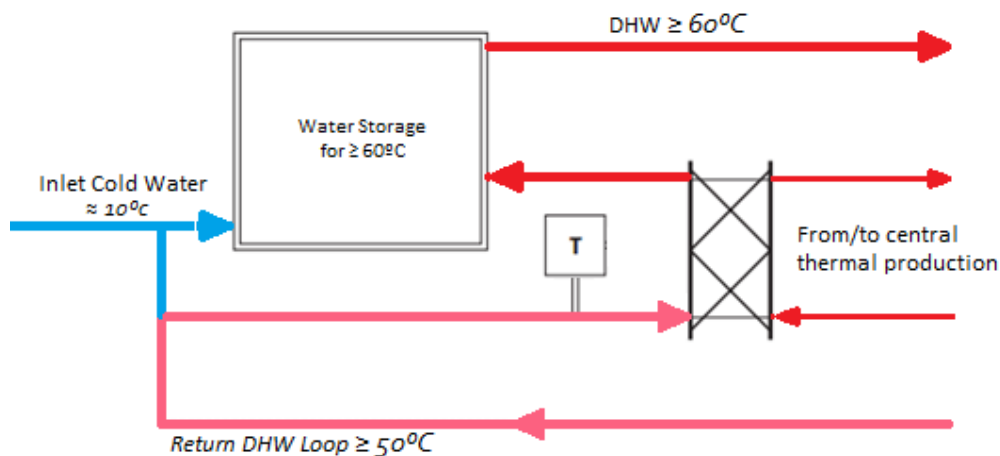 DHW ≥ 60ºC
Water Storage
for ≥ 60ºC
Inlet Cold Water
≈ 10ºc
T
From/to central
thermal production
Return DHW Loop ≥ 50ºC